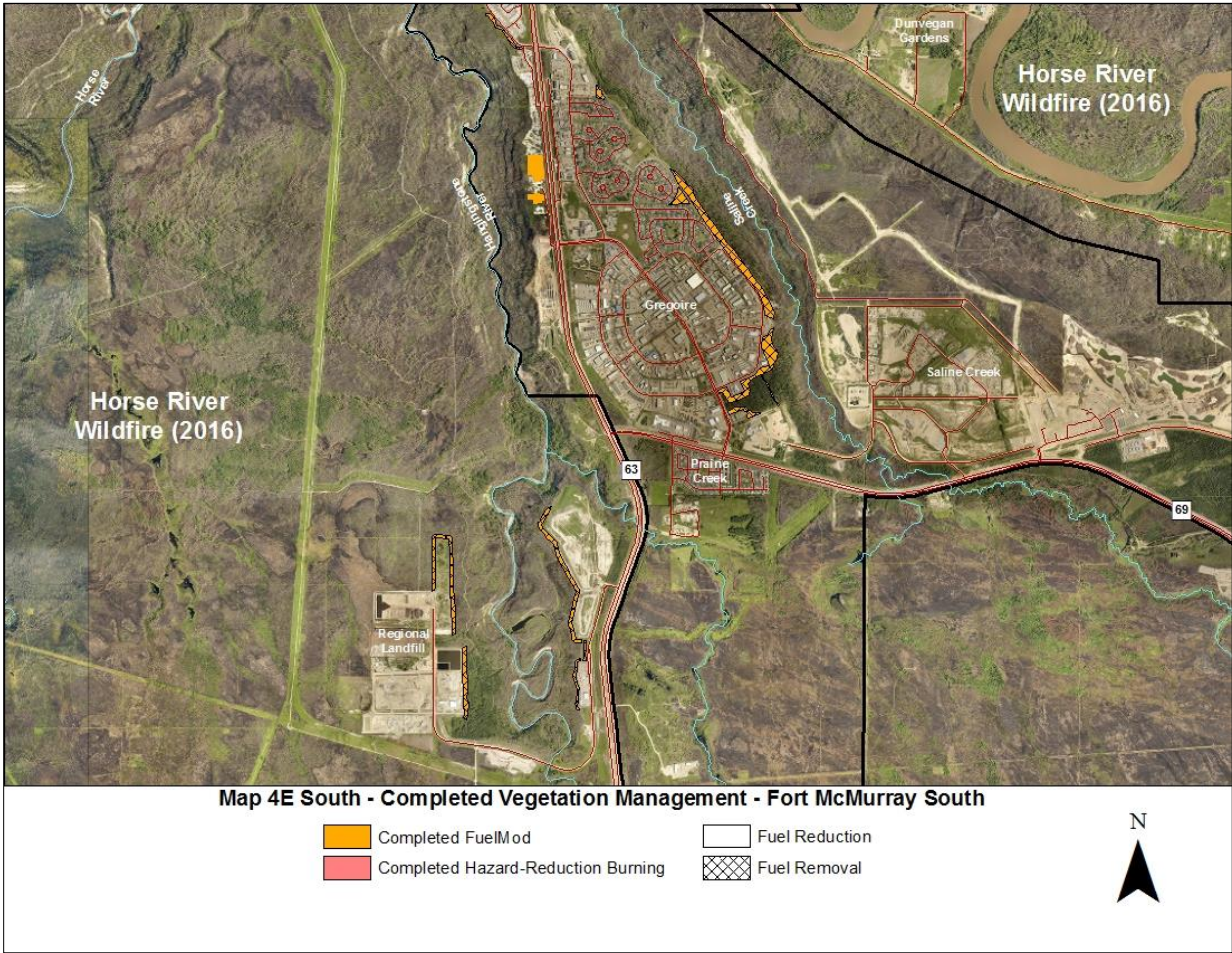 Dunvegan
Gardens
Horse River
Wildfire (2016)
Horse
River
Hangingstone
River
Saline
Creek
Gregoire
Saline Creek
Horse River
Wildfire (2016)
63
Prairie
Creek
69
Regional
Landfill
Map 4E South - Completed Vegetation Management - Fort McMurray South
Completed FuelMod
Fuel Reduction
Completed Hazard-Reduction Burning
Fuel Removal
N